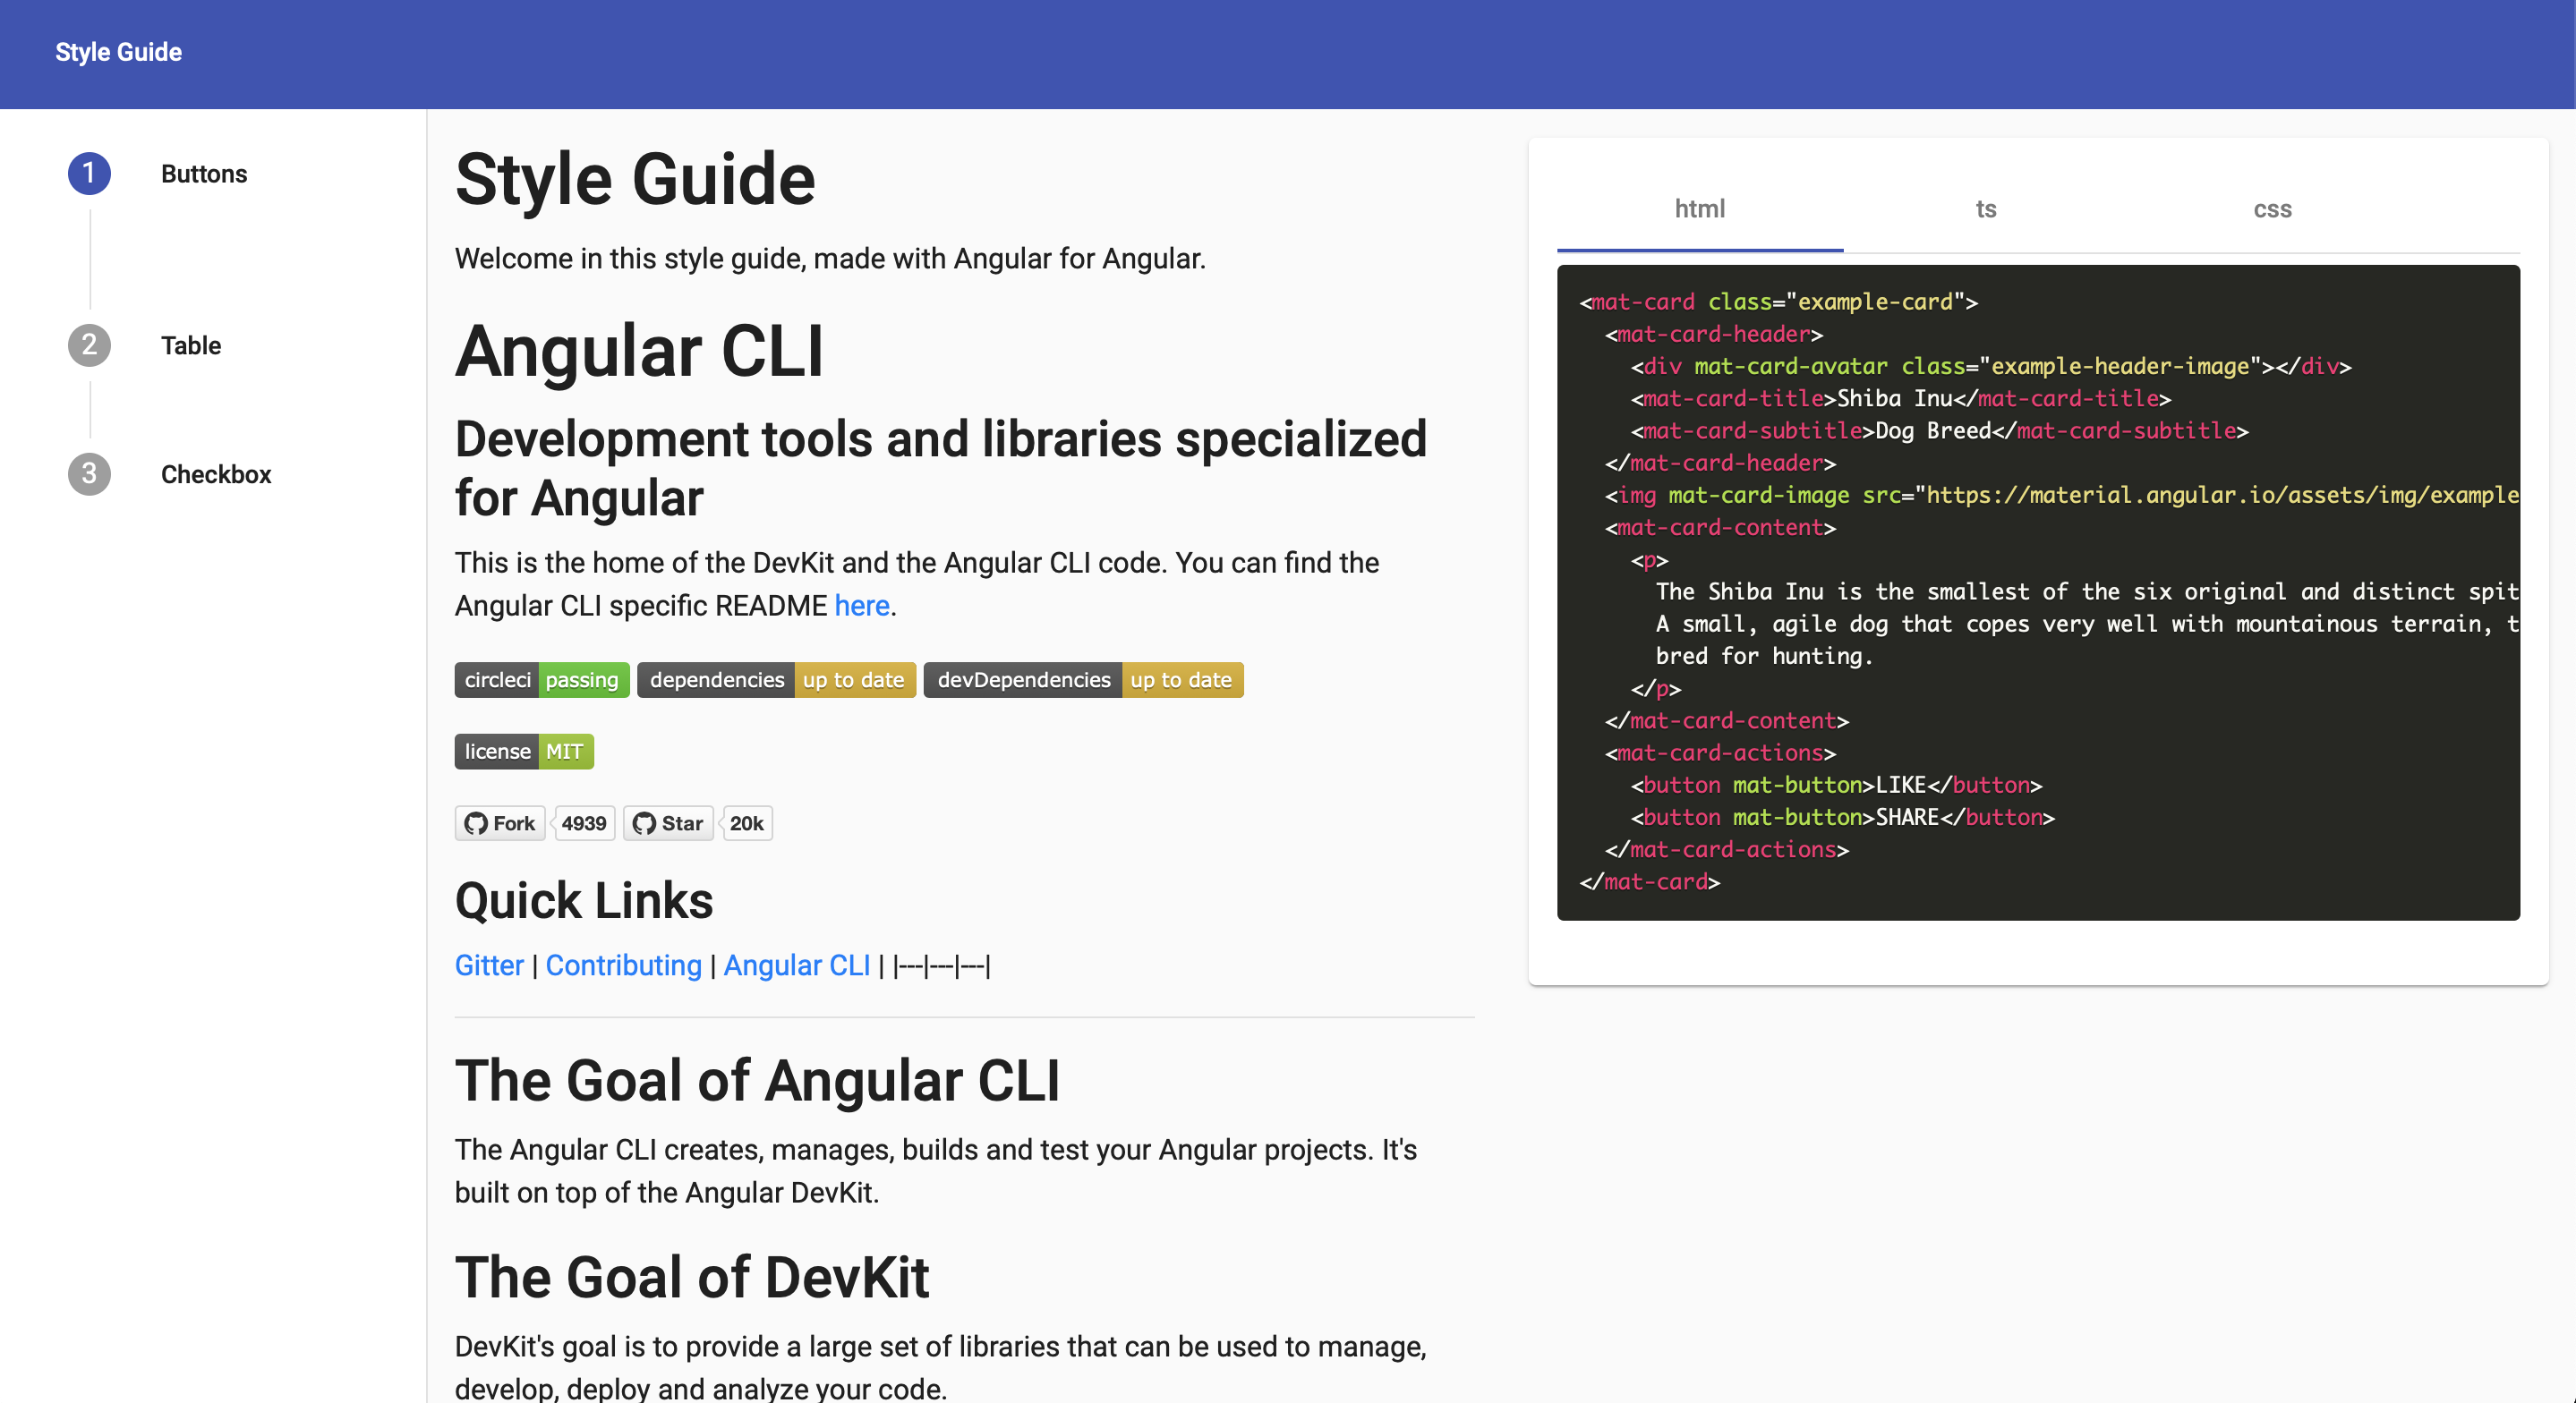 Style Guide
1 Buttons
2 Table
3 Checkbox
Style Guide
Welcome in this style guide, made with Angular for Angular.
Angular CLI
Development tools and libraries specialized
for Angular
This is the home of the DevKit and the Angular CLI code. You can find the
Angular CLI specific README here.
circleci passing dependencies up to date devDependencies up to date
license MIT
Fork 4939 Star 20k
Quick Links
Gitter | Contributing | Angular CLI | |---|---|---|
The Goal of Angular CLI
The Angular CLI creates, manages, builds and test your Angular projects. It's
built on top of the Angular DevKit.
The Goal of DevKit
DevKit's goal is to provide a large set of libraries that can be used to manage,
develop, deploy and analyze your code.
html ts css
<mat-card class="example-card">
  <mat-card-header>
    <div mat-card-avatar class="example-header-image"></div>
    <mat-card-title>Shiba Inu</mat-card-title>
    <mat-card-subtitle>Dog Breed</mat-card-subtitle>
  </mat-card-header>
  <img mat-card-image src="https://material.angular.io/assets/img/example
  <mat-card-content>
    <p>
      The Shiba Inu is the smallest of the six original and distinct spit
      A small, agile dog that copes very well with mountainous terrain, t
      bred for hunting.
    </p>
  </mat-card-content>
  <mat-card-actions>
    <button mat-button>LIKE</button>
    <button mat-button>SHARE</button>
  </mat-card-actions>
</mat-card>